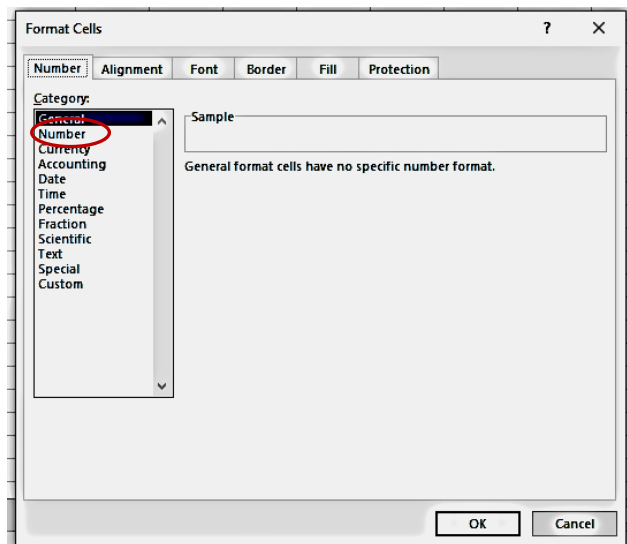 Format Cells ? ×
Number Alignment Font Border Fill Protection
Category:
General
Number
Currency
Accounting
Date
Time
Percentage
Fraction
Scientific
Text
Special
Custom
Sample
General format cells have no specific number format.
OK Cancel